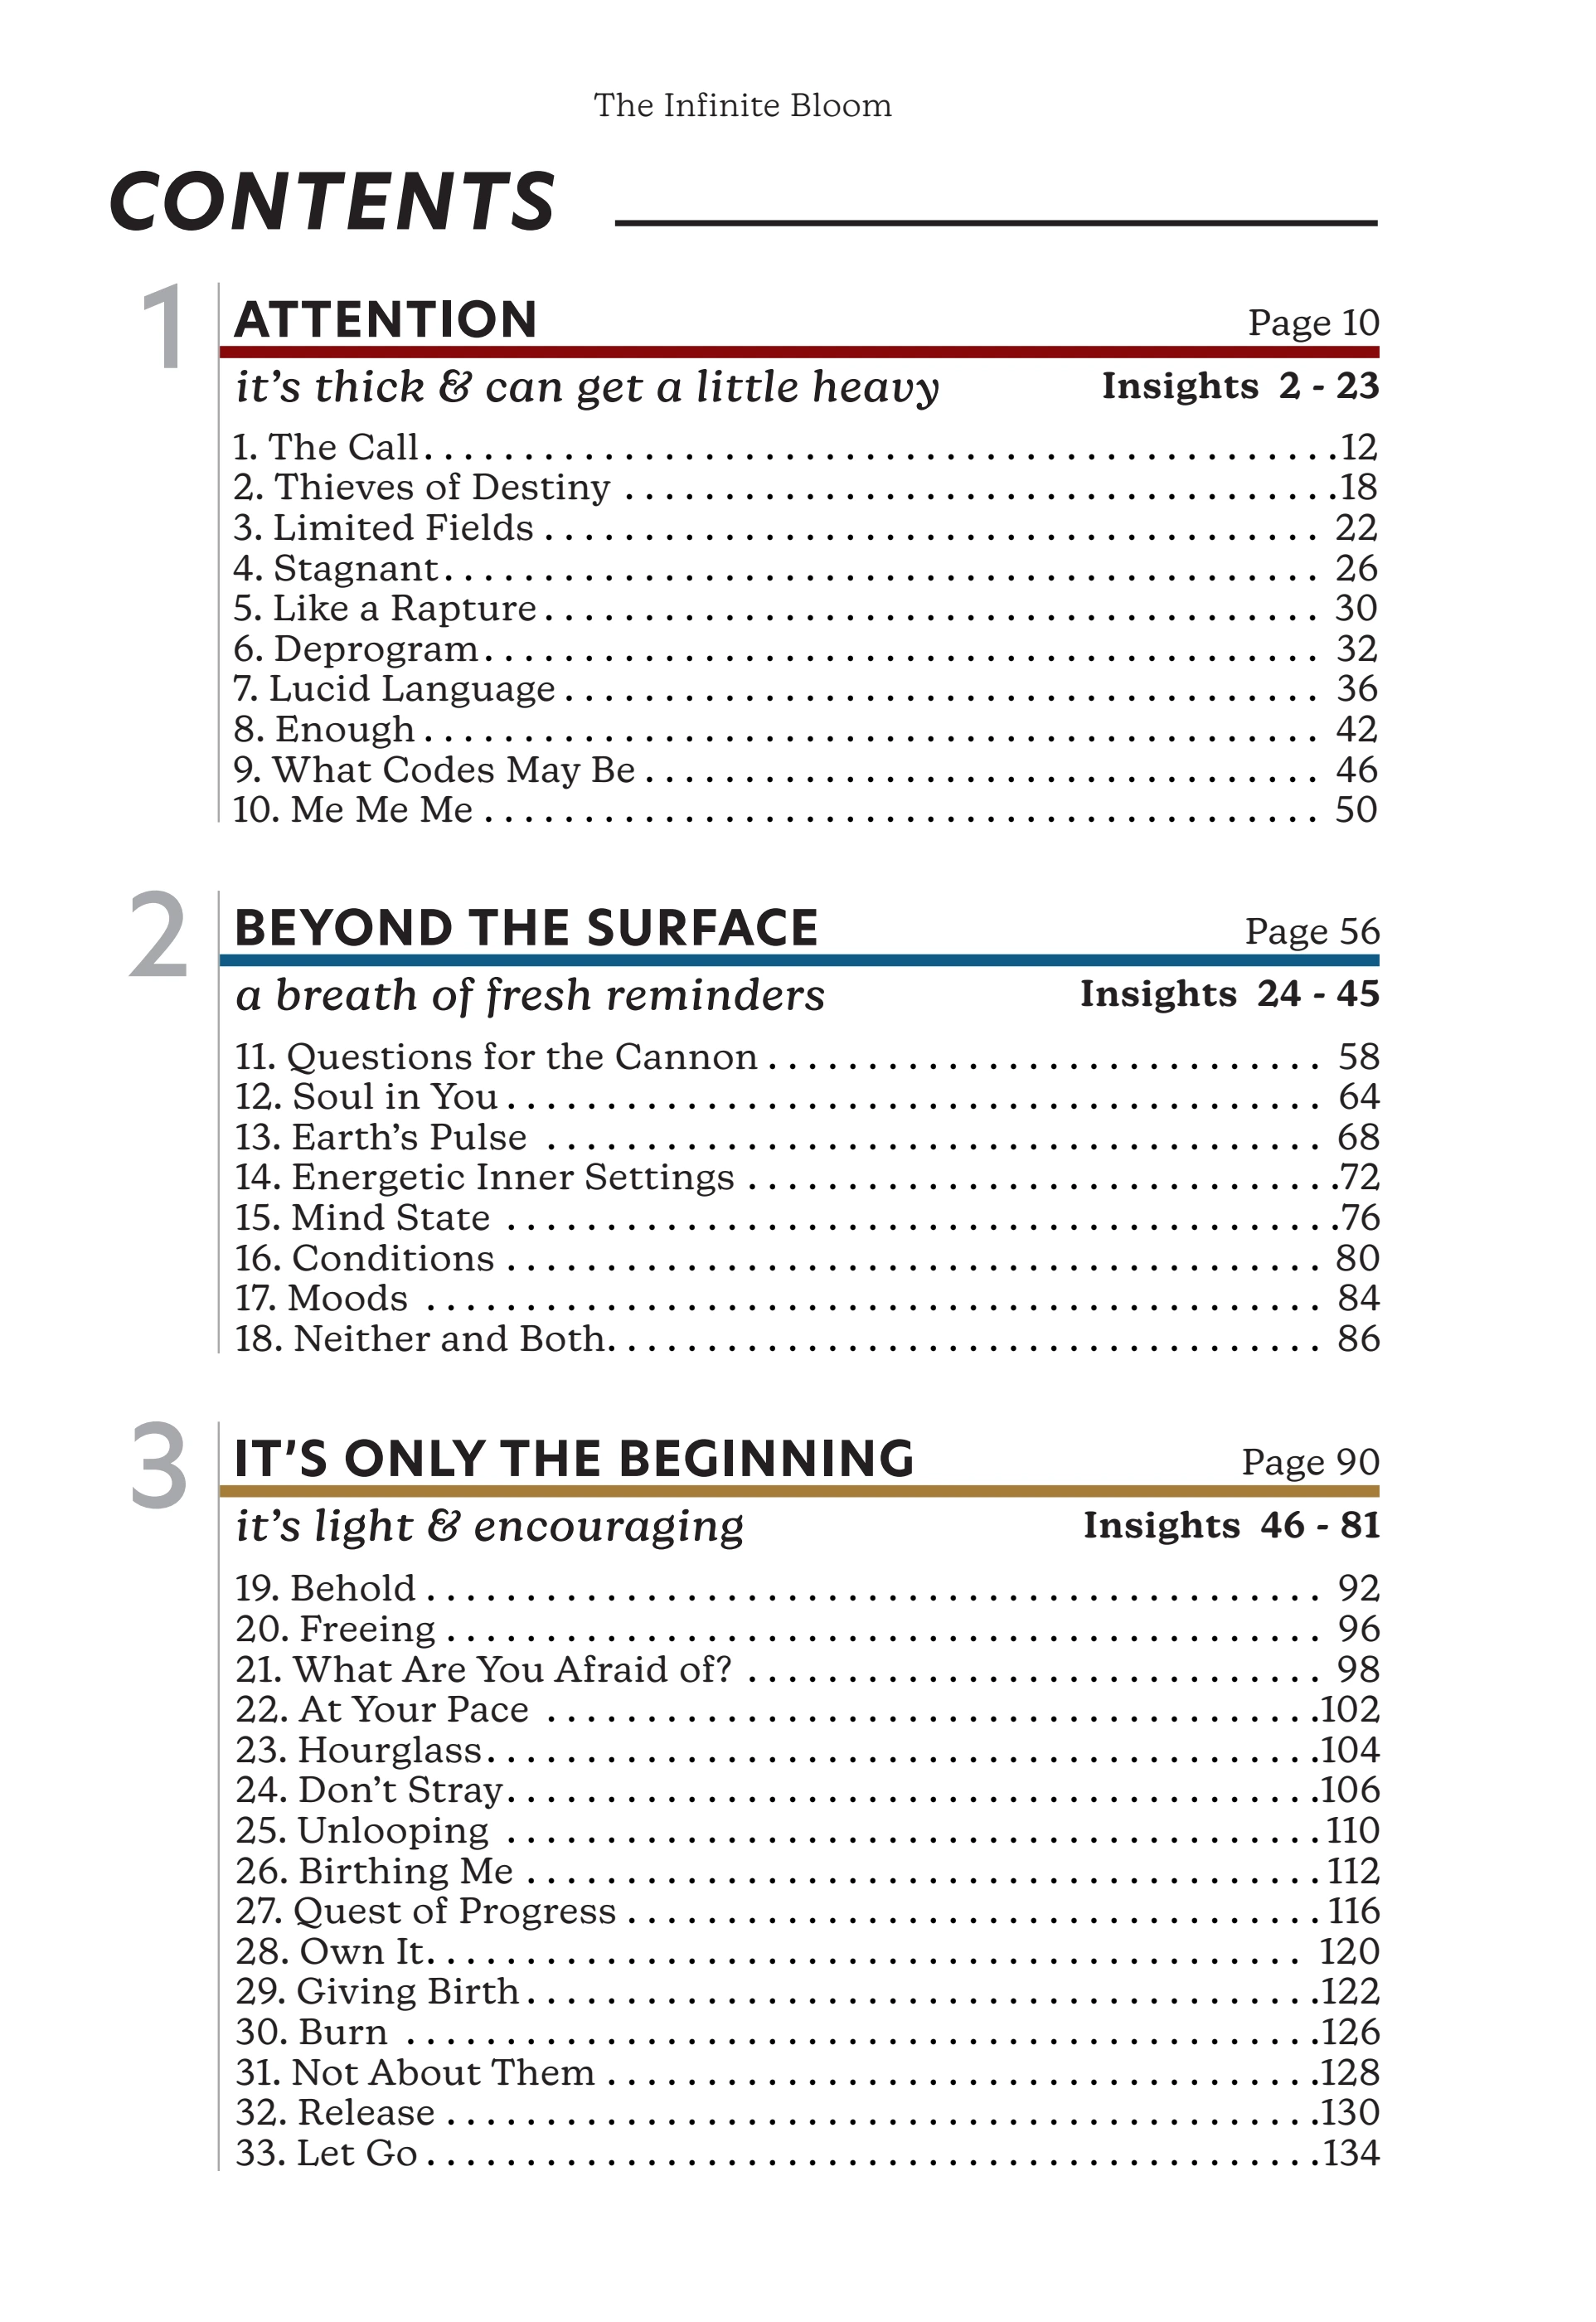 The Infinite Bloom
CONTENTS
1
ATTENTION Page 10
it's thick & can get a little heavy Insights 2 - 23
1. The Call 12
2. Thieves of Destiny 18
3. Limited Fields 22
4. Stagnant 26
5. Like a Rapture 30
6. Deprogram 32
7. Lucid Language 36
8. Enough 42
9. What Codes May Be 46
10. Me Me Me 50
2
BEYOND THE SURFACE Page 56
a breath of fresh reminders Insights 24 - 45
11. Questions for the Cannon 58
12. Soul in You 64
13. Earth's Pulse 68
14. Energetic Inner Settings 72
15. Mind State 76
16. Conditions 80
17. Moods 84
18. Neither and Both 86
3
IT'S ONLY THE BEGINNING Page 90
it's light & encouraging Insights 46 - 81
19. Behold 92
20. Freeing 96
21. What Are You Afraid of? 98
22. At Your Pace 102
23. Hourglass 104
24. Don't Stray 106
25. Unlooping 110
26. Birthing Me 112
27. Quest of Progress 116
28. Own It 120
29. Giving Birth 122
30. Burn 126
31. Not About Them 128
32. Release 130
33. Let Go 134